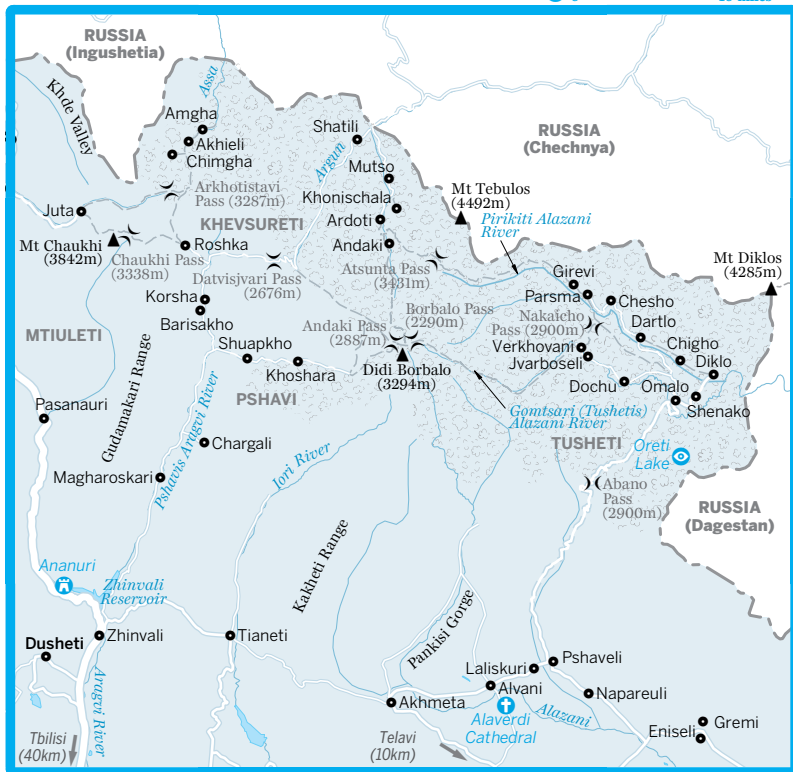 RUSSIA
(Ingushetia)
Khde Valley
Assa
Amgha
Akhieli
Chimgha
Shatili
Argun
Mutso
RUSSIA
(Chechnya)
Arkhotistavi
Pass (3287m)
Khonischala
Mt Tebulos
(4492m)
Juta
KHEVSURETI
Ardoti
Pirikiti Alazani
River
Mt Chaukhi
(3842m)
Roshka
Andaki
Chaukhi Pass
(3338m)
Datvisjvari Pass
(2676m)
Atsunta Pass
(3431m)
Mt Diklos
(4285m)
Girevi
Parsma
Chesho
Korsha
Barisakho
Borbalo Pass
(2290m)
Nakaicho
Pass (2900m)
Dartlo
MTIULETI
Andaki Pass
(2887m)
Verkhovani
Jvarboseli
Chigho
Diklo
Shuapkho
Khoshara
Didi Borbalo
(3294m)
Dochu
Omalo
Shenako
Gudamakari Range
PSHAVI
Pasanauri
Pshavis Aragvi River
Gomtsari (Tushetis)
Alazani River
Chargali
TUSHETI
Iori River
Oreti
Lake
Magharoskari
Abano
Pass
(2900m)
RUSSIA
(Dagestan)
Kakheti Range
Ananuri
Zhinvali
Reservoir
Pankisi Gorge
Dusheti
Zhinvali
Tianeti
Laliskuri
Pshaveli
Aragvi River
Akhmeta
Alvani
Napareuli
Alaverdi
Cathedral
Alazani
Gremi
Eniseli
Tbilisi
(40km)
Telavi
(10km)